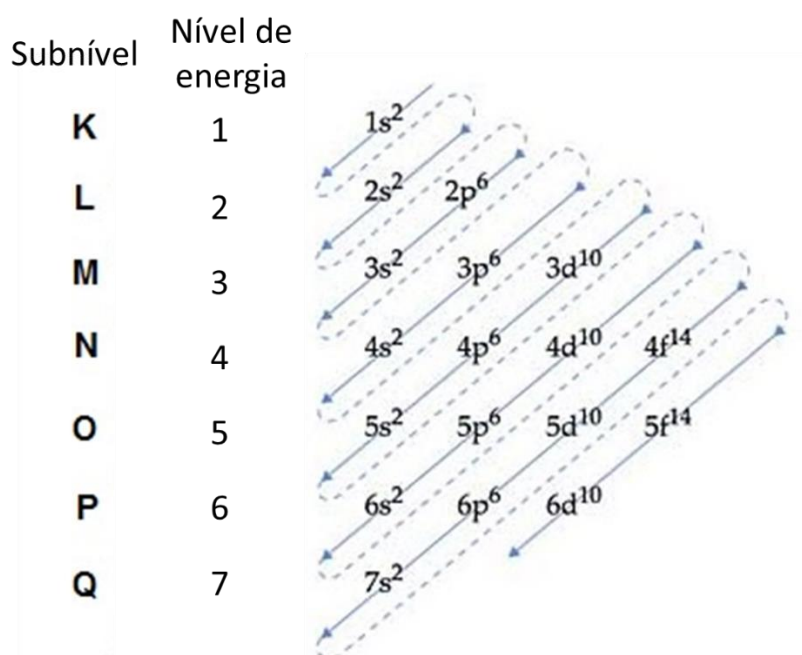 Subnível Nível de energia
K 1 1s²
L 2 2s² 2p⁶
M 3 3s² 3p⁶ 3d¹⁰
N 4 4s² 4p⁶ 4d¹⁰ 4f¹⁴
O 5 5s² 5p⁶ 5d¹⁰ 5f¹⁴
P 6 6s² 6p⁶ 6d¹⁰
Q 7 7s²